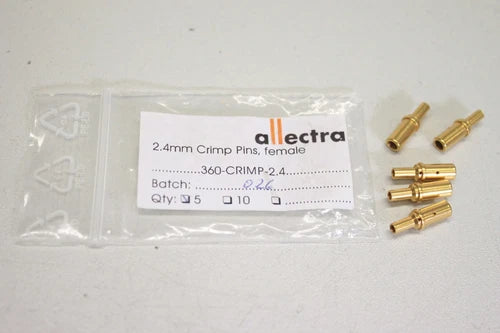 allectra
2.4mm Crimp Pins, female
360-CRIMP-2.4
Batch: 026
Qty: 5 10